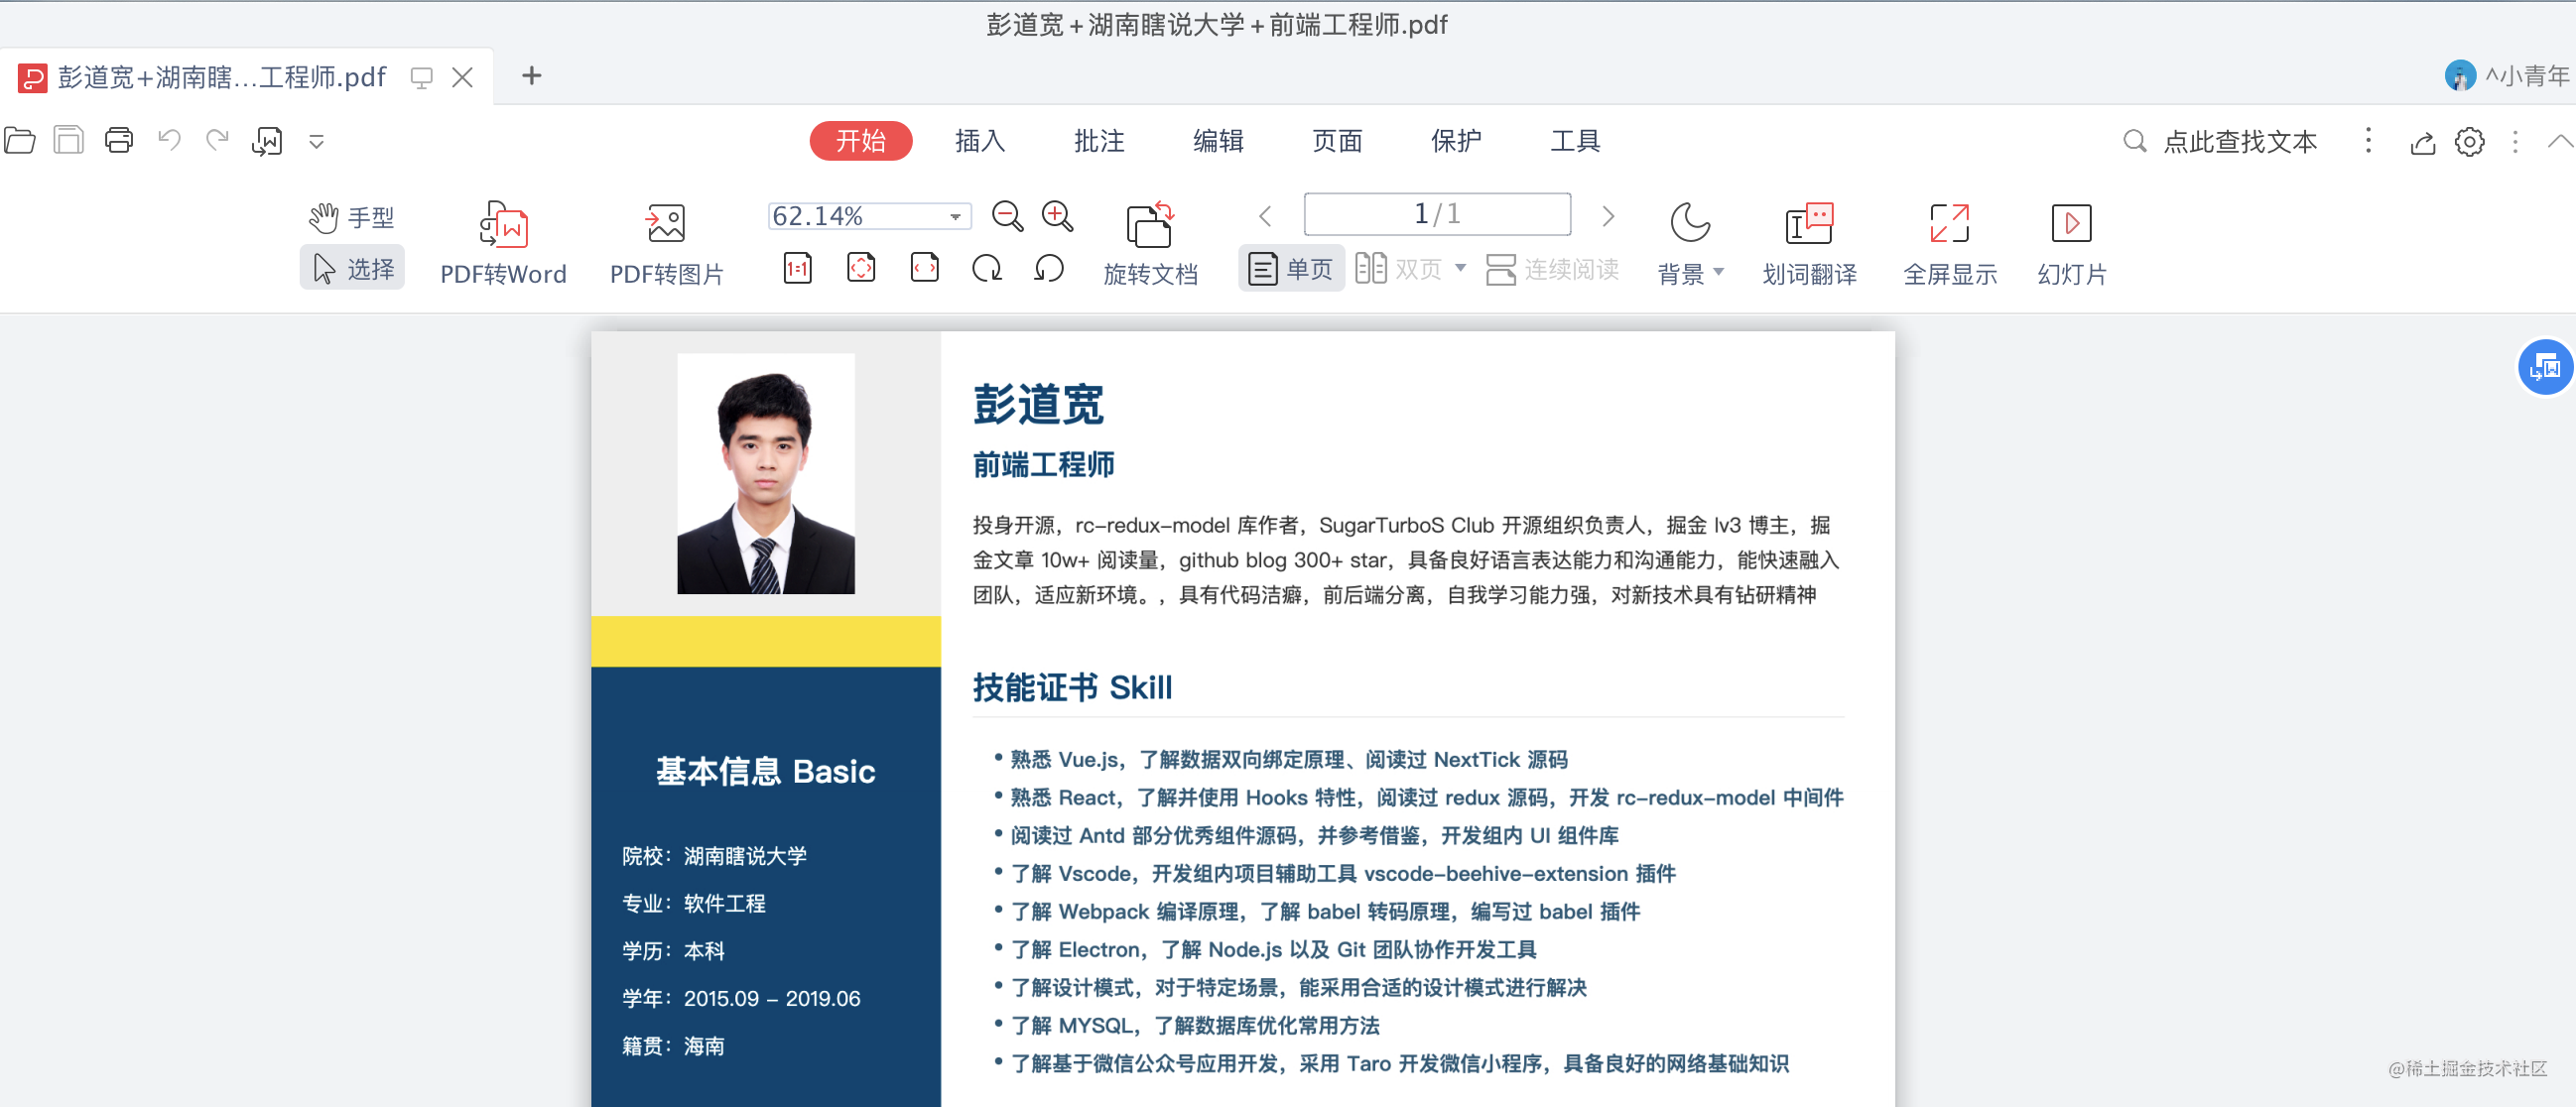 彭道宽+湖南瞎说大学+前端工程师.pdf
彭道宽+湖南瞎...工程师.pdf
^小青年
开始 插入 批注 编辑 页面 保护 工具 点此查找文本
手型 62.14% 1/1
选择 PDF转Word PDF转图片 1:1 旋转文档 单页 双页 连续阅读 背景 划词翻译 全屏显示 幻灯片
彭道宽
前端工程师
投身开源，rc-redux-model 库作者，SugarTurboS Club 开源组织负责人，掘金 lv3 博主，掘
金文章 10w+ 阅读量，github blog 300+ star，具备良好语言表达能力和沟通能力，能快速融入
团队，适应新环境。，具有代码洁癖，前后端分离，自我学习能力强，对新技术具有钻研精神
技能证书 Skill
• 熟悉 Vue.js，了解数据双向绑定原理、阅读过 NextTick 源码
• 熟悉 React，了解并使用 Hooks 特性，阅读过 redux 源码，开发 rc-redux-model 中间件
• 阅读过 Antd 部分优秀组件源码，并参考借鉴，开发组内 UI 组件库
• 了解 Vscode，开发组内项目辅助工具 vscode-beehive-extension 插件
• 了解 Webpack 编译原理，了解 babel 转码原理，编写过 babel 插件
• 了解 Electron，了解 Node.js 以及 Git 团队协作开发工具
• 了解设计模式，对于特定场景，能采用合适的设计模式进行解决
• 了解 MYSQL，了解数据库优化常用方法
• 了解基于微信公众号应用开发，采用 Taro 开发微信小程序，具备良好的网络基础知识
基本信息 Basic
院校：湖南瞎说大学
专业：软件工程
学历：本科
学年：2015.09 – 2019.06
籍贯：海南
@稀土掘金技术社区